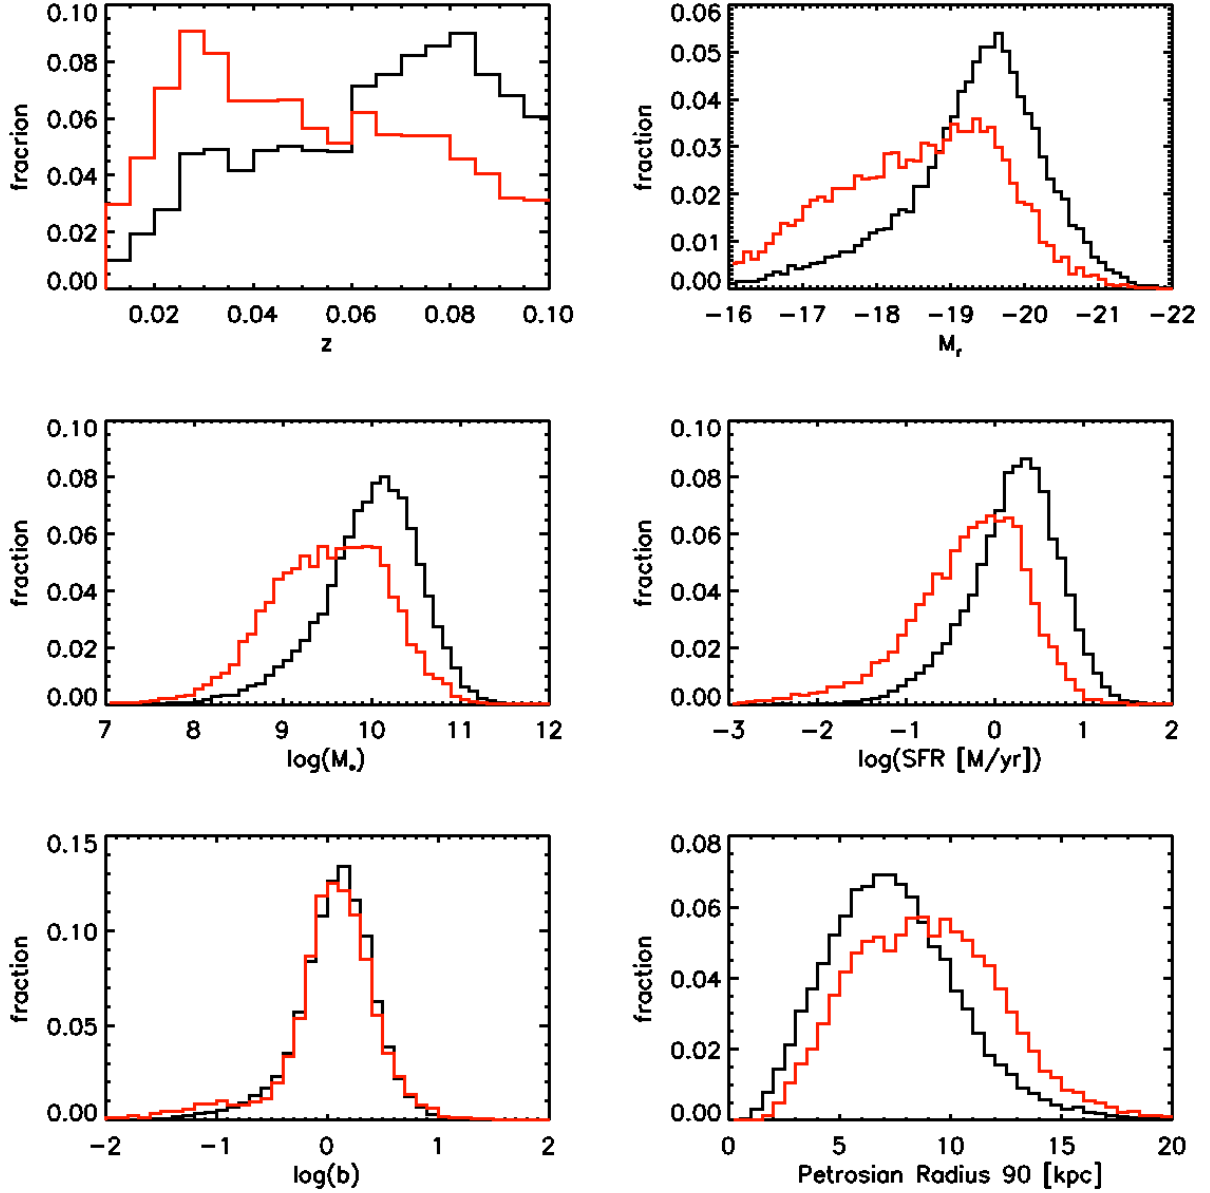 0.10
0.08
0.06
0.04
0.02
0.00
fracrion
0.02 0.04 0.06 0.08 0.10
z
0.06
0.05
0.04
0.03
0.02
0.01
0.00
fraction
−16 −17 −18 −19 −20 −21 −22
Mr
0.10
0.08
0.06
0.04
0.02
0.00
fraction
7 8 9 10 11 12
log(M*)
0.10
0.08
0.06
0.04
0.02
0.00
fraction
−3 −2 −1 0 1 2
log(SFR [M/yr])
0.15
0.10
0.05
0.00
fraction
−2 −1 0 1 2
log(b)
0.08
0.06
0.04
0.02
0.00
fraction
0 5 10 15 20
Petrosian Radius 90 [kpc]